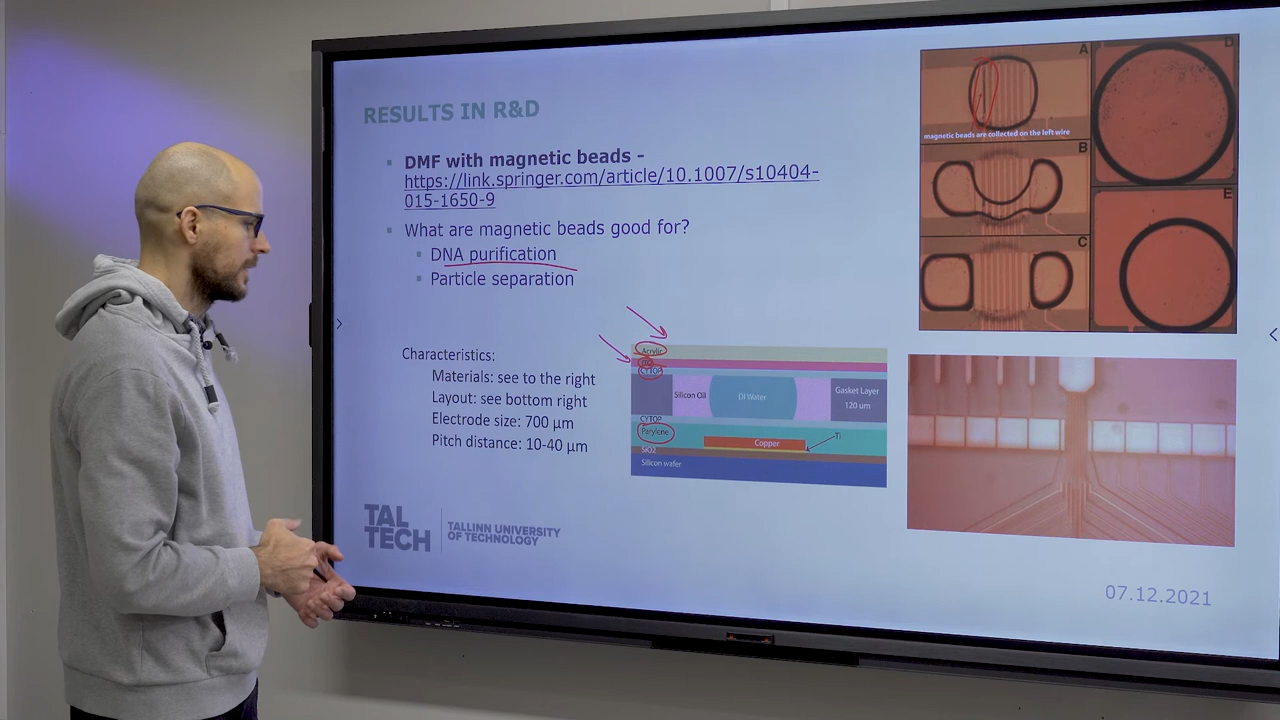 RESULTS IN R&D
DMF with magnetic beads -
https://link.springer.com/article/10.1007/s10404-
015-1650-9
What are magnetic beads good for?
DNA purification
Particle separation
Characteristics:
Materials: see to the right
Layout: see bottom right
Electrode size: 700 µm
Pitch distance: 10-40 µm
Acrylic
CYTOP
Silicon Oil
DI Water
Gasket Layer
120 um
CYTOP
Parylene
Copper
Ti
SiO2
Silicon wafer
A
magnetic beads are collected on the left wire
B
C
D
E
TAL
TECH
TALLINN UNIVERSITY
OF TECHNOLOGY
07.12.2021